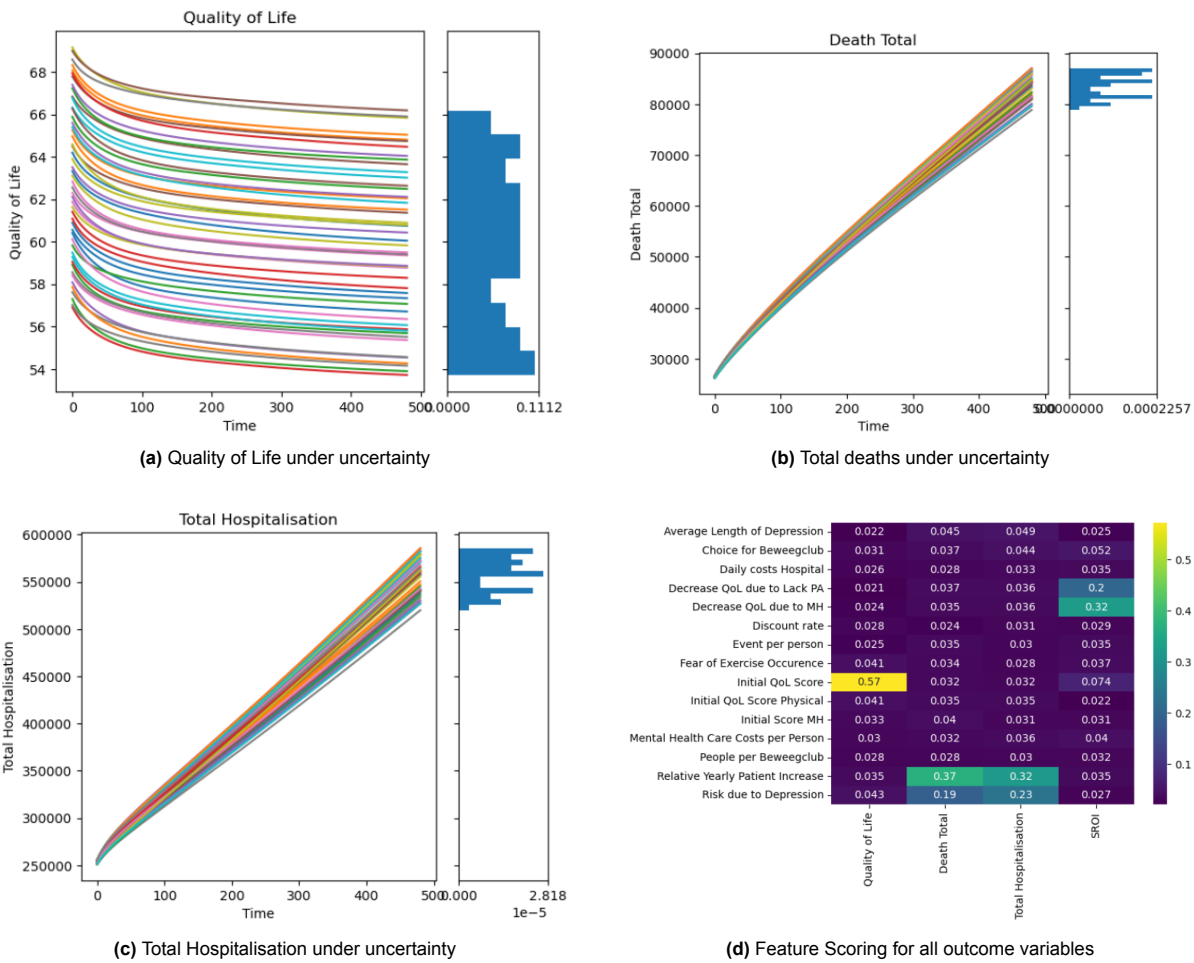 Quality of Life
Quality of Life
68
66
64
62
60
58
56
54
0
100
200
300
400
500
0.0000
0.1112
Time
(a) Quality of Life under uncertainty
Death Total
Death Total
90000
80000
70000
60000
50000
40000
30000
0
100
200
300
400
500
0.0000000
0.0002257
Time
(b) Total deaths under uncertainty
Total Hospitalisation
Total Hospitalisation
600000
550000
500000
450000
400000
350000
300000
250000
0
100
200
300
400
500
0.000
2.818
1e−5
Time
(c) Total Hospitalisation under uncertainty
Average Length of Depression 0.022 0.045 0.049 0.025
Choice for Beweegclub 0.031 0.037 0.044 0.052
Daily costs Hospital 0.026 0.028 0.033 0.035
Decrease QoL due to Lack PA 0.021 0.037 0.036 0.2
Decrease QoL due to MH 0.024 0.035 0.036 0.32
Discount rate 0.028 0.024 0.031 0.029
Event per person 0.025 0.035 0.03 0.035
Fear of Exercise Occurence 0.041 0.034 0.028 0.037
Initial QoL Score 0.57 0.032 0.032 0.074
Initial QoL Score Physical 0.041 0.035 0.035 0.022
Initial Score MH 0.033 0.04 0.031 0.031
Mental Health Care Costs per Person 0.03 0.032 0.036 0.04
People per Beweegclub 0.028 0.028 0.03 0.032
Relative Yearly Patient Increase 0.035 0.37 0.32 0.035
Risk due to Depression 0.043 0.19 0.23 0.027
Quality of Life
Death Total
Total Hospitalisation
SROI
0.5
0.4
0.3
0.2
0.1
(d) Feature Scoring for all outcome variables